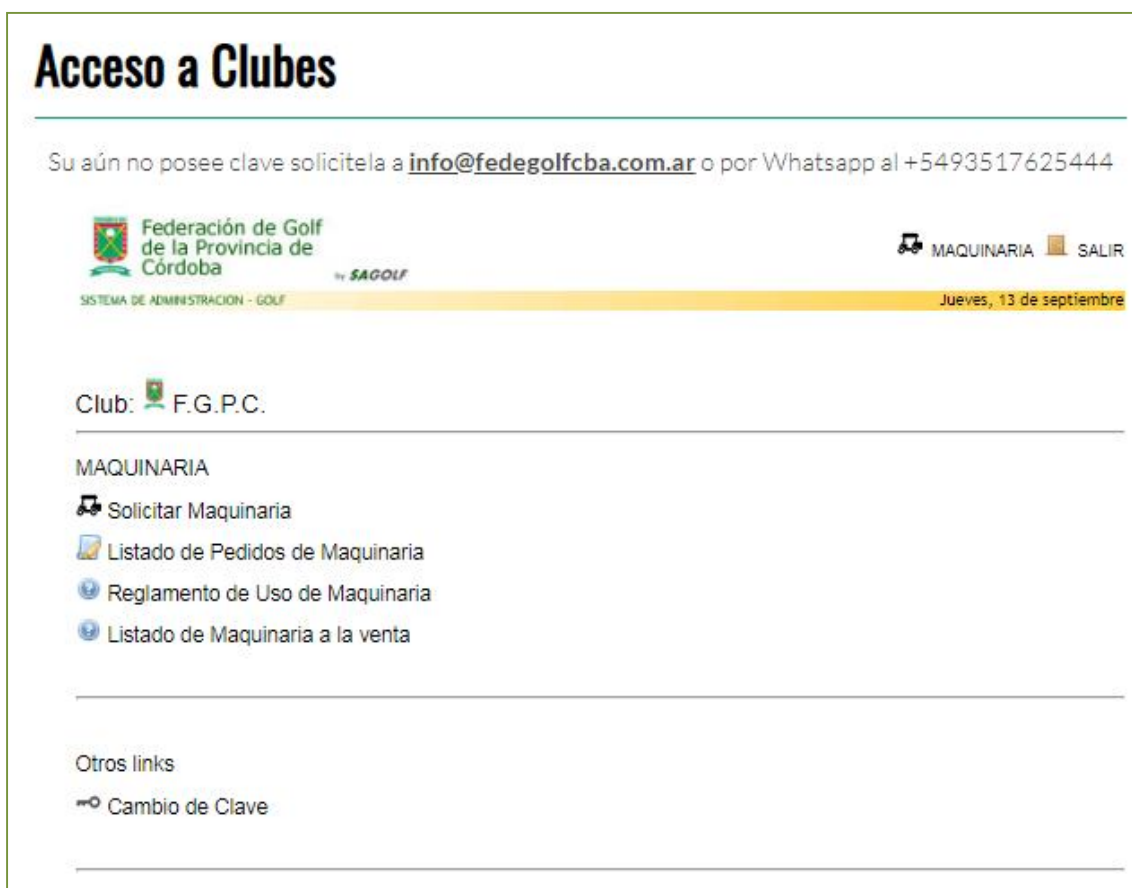 Acceso a Clubes
Su aún no posee clave solicitela a info@fedegolfcba.com.ar o por Whatsapp al +5493517625444
Federación de Golf
de la Provincia de
Córdoba
by SAGOLF
MAQUINARIA SALIR
SISTEMA DE ADMINISTRACION - GOLF
Jueves, 13 de septiembre
Club: F.G.P.C.
MAQUINARIA
Solicitar Maquinaria
Listado de Pedidos de Maquinaria
Reglamento de Uso de Maquinaria
Listado de Maquinaria a la venta
Otros links
Cambio de Clave